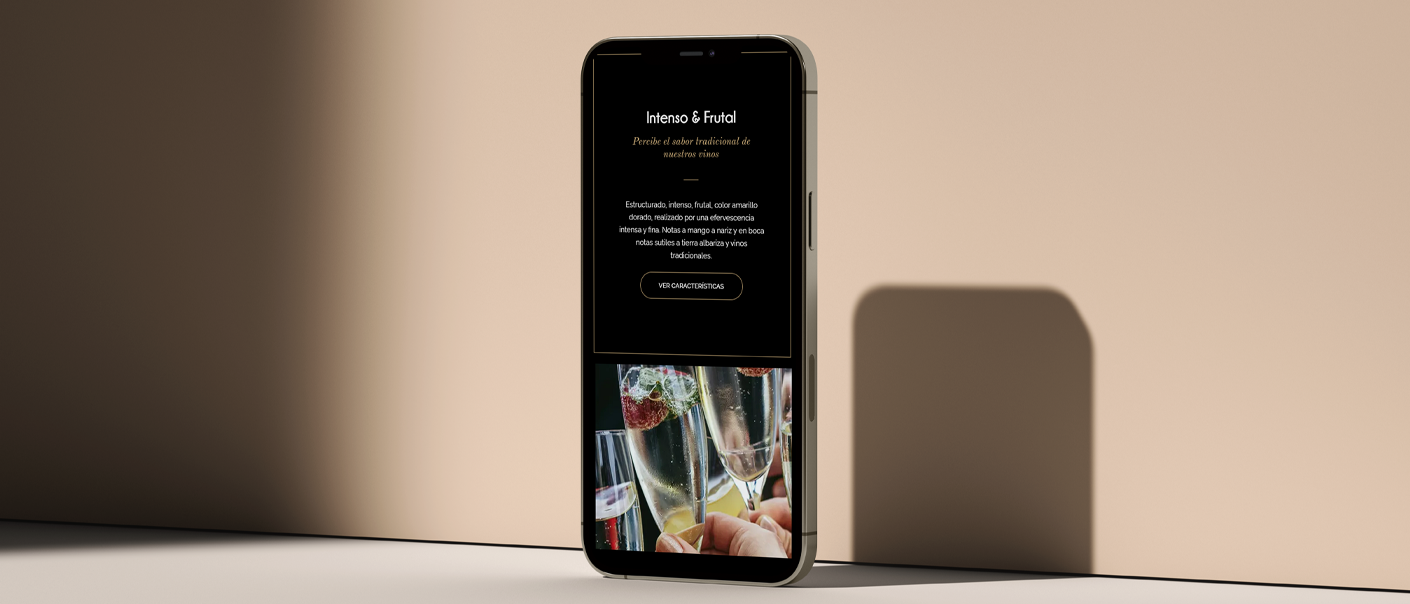 Intenso & Frutal
Percibe el sabor tradicional de
nuestros vinos
Estructurado, intenso, frutal, color amarillo
dorado, realizado por una efervescencia
intensa y fina. Notas a mango a nariz y en boca
notas sutiles a tierra albariza y vinos
tradicionales.
VER CARACTERÍSTICAS